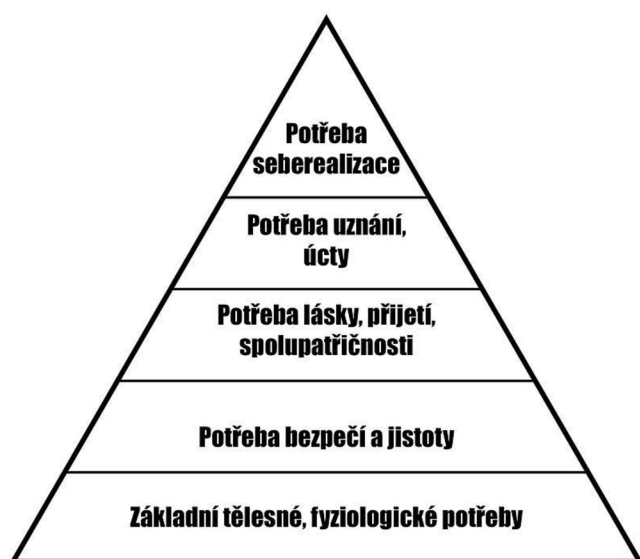 Potřeba
seberealizace
Potřeba uznání,
úcty
Potřeba lásky, přijetí,
spolupatřičnosti
Potřeba bezpečí a jistoty
Základní tělesné, fyziologické potřeby